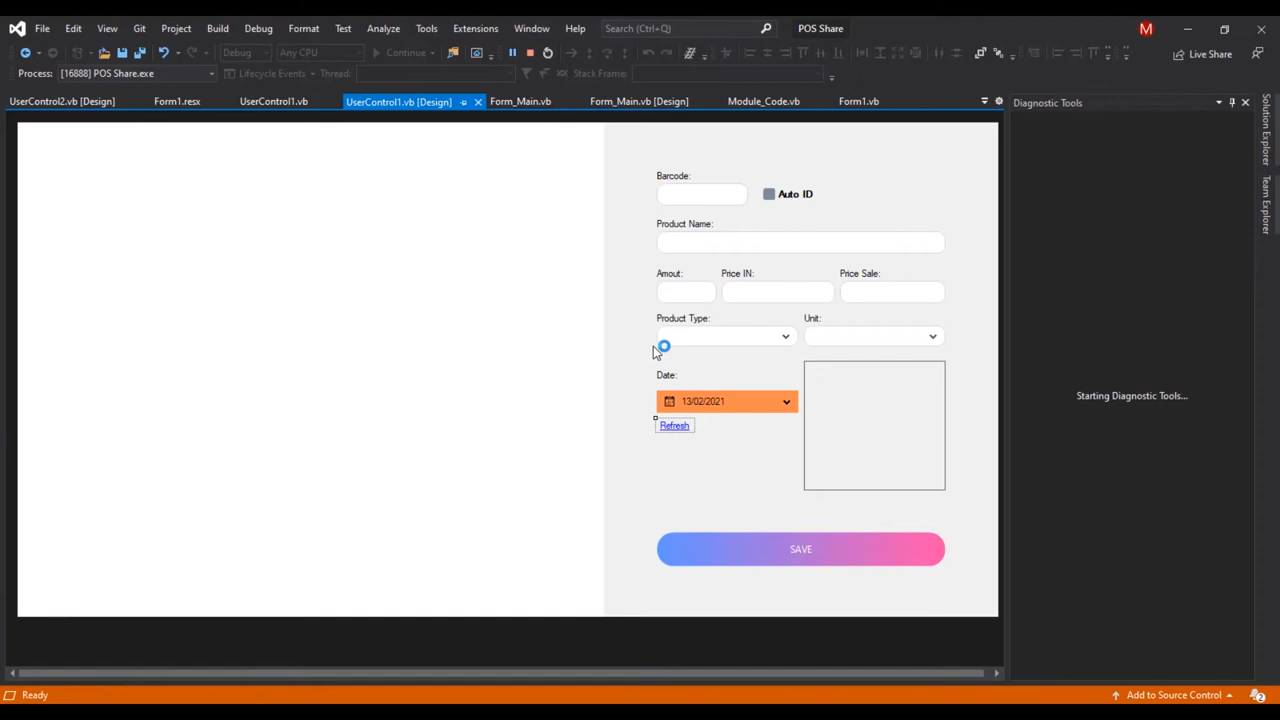 File Edit View Git Project Build Debug Format Test Analyze Tools Extensions Window Help Search (Ctrl+Q) POS Share M
Debug Any CPU Continue Live Share
Process: [16888] POS Share.exe Lifecycle Events Thread: Stack Frame:
UserControl2.vb [Design] Form1.resx UserControl1.vb UserControl1.vb [Design] Form_Main.vb Form_Main.vb [Design] Module_Code.vb Form1.vb Diagnostic Tools
Solution Explorer
Team Explorer
Barcode:
Auto ID
Product Name:
Amout: Price IN: Price Sale:
Product Type: Unit:
Date:
13/02/2021
Refresh
Starting Diagnostic Tools...
SAVE
Ready Add to Source Control 2